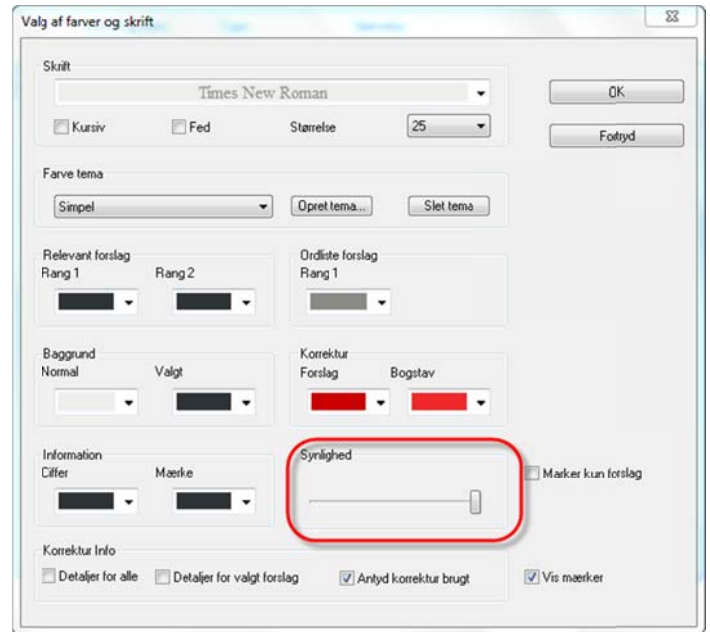 Valg af farver og skrift
Skrift
Times New Roman
OK
Kursiv Fed Størrelse 25
Fortryd
Farve tema
Simpel Opret tema... Slet tema
Relevant forslag Ordliste forslag
Rang 1 Rang 2 Rang 1
Baggrund Korrektur
Normal Valgt Forslag Bogstav
Information Synlighed
Ciffer Mærke Marker kun forslag
Korrektur Info
Detaljer for alle Detaljer for valgt forslag Antyd korrektur brugt Vis mærker